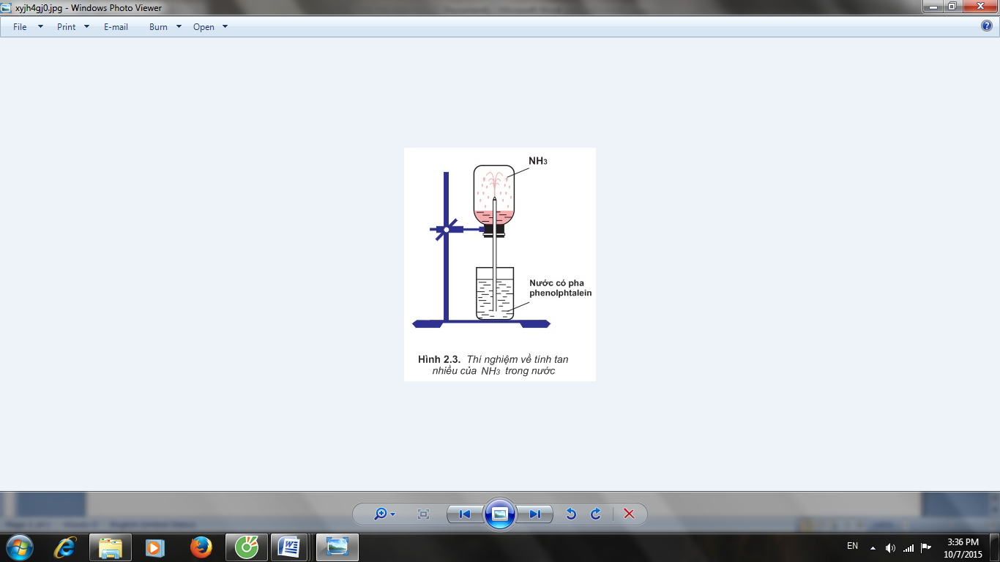 xyjh4gj0.jpg - Windows Photo Viewer
File Print E-mail Burn Open
NH3
Nước có pha
phenolphtalein
Hình 2.3. Thí nghiệm về tính tan
nhiều của NH3 trong nước
EN
3:36 PM
10/7/2015